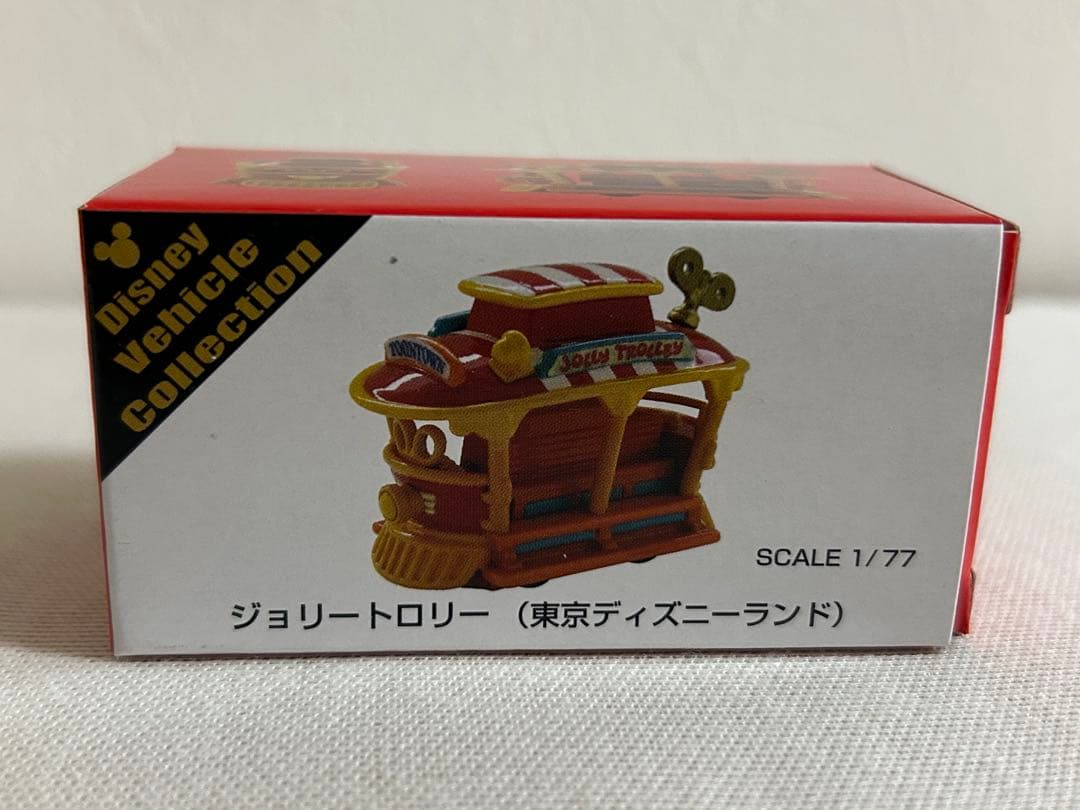 Disney
Vehicle
Collection
TOONTOWN
JOLLY TROLLEY
SCALE 1/77
ジョリートロリー （東京ディズニーランド）